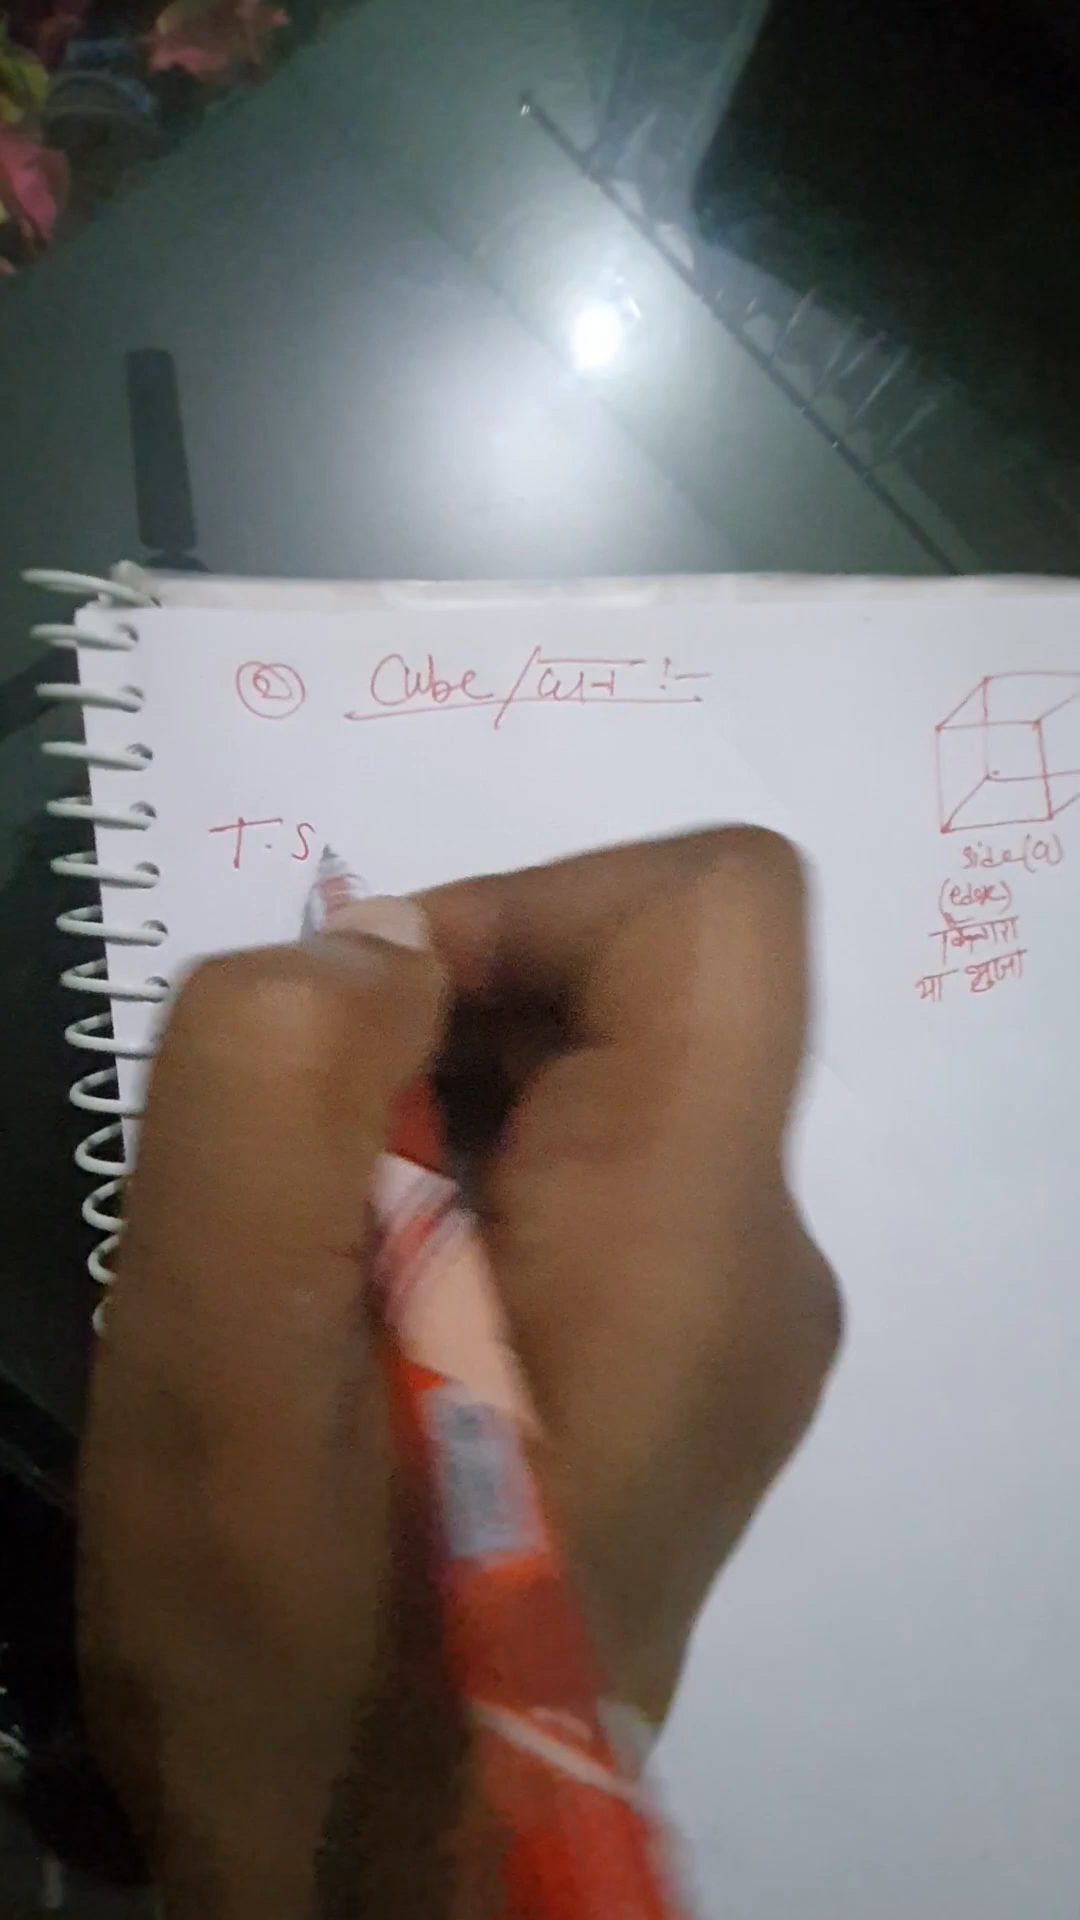 ② Cube / घन :-
T.S.
side (a)
(edge)
किनारा
या भुजा